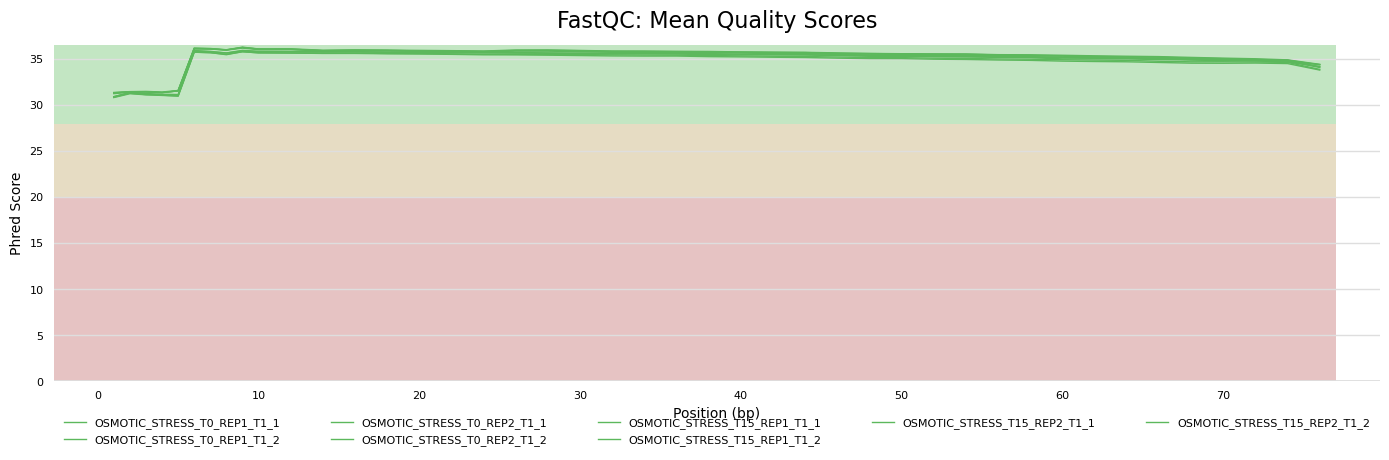 FastQC: Mean Quality Scores
35
30
25
20
15
10
5
0
Phred Score
0 10 20 30 40 50 60 70
Position (bp)
OSMOTIC_STRESS_T0_REP1_T1_1 OSMOTIC_STRESS_T0_REP2_T1_1 OSMOTIC_STRESS_T15_REP1_T1_1 OSMOTIC_STRESS_T15_REP2_T1_1 OSMOTIC_STRESS_T15_REP2_T1_2
OSMOTIC_STRESS_T0_REP1_T1_2 OSMOTIC_STRESS_T0_REP2_T1_2 OSMOTIC_STRESS_T15_REP1_T1_2